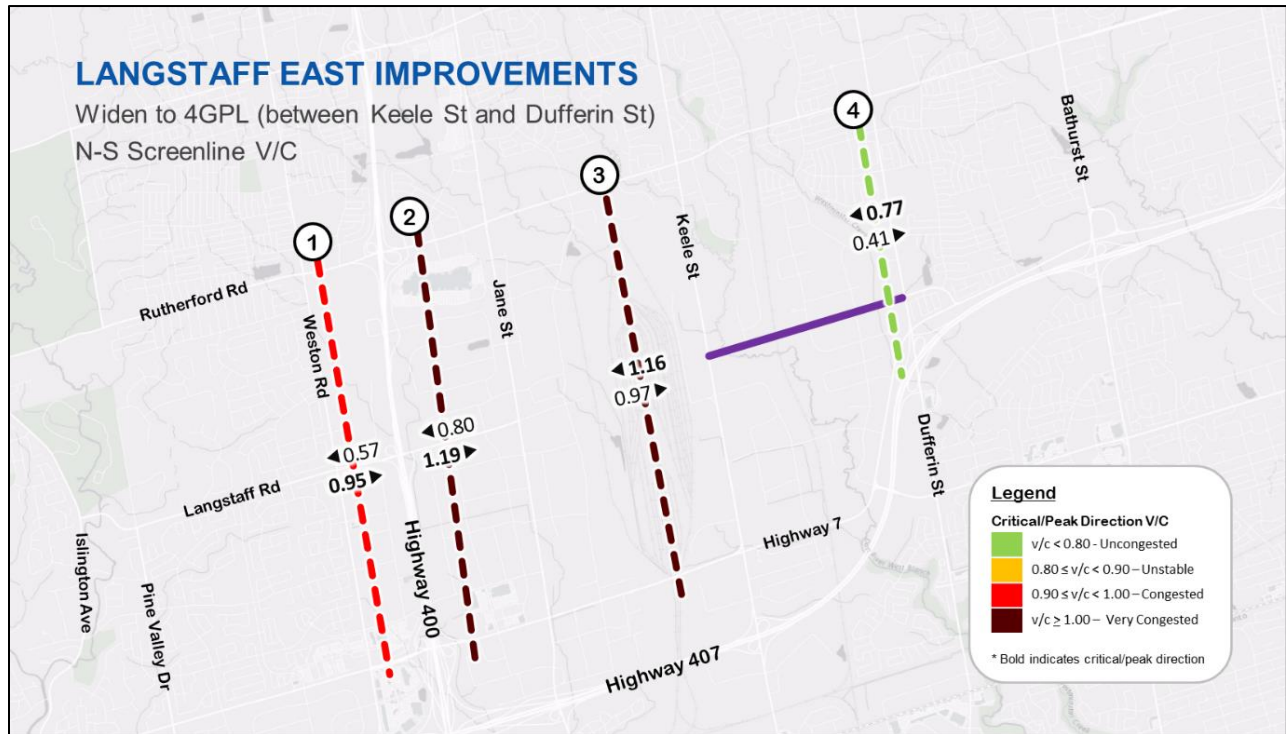 LANGSTAFF EAST IMPROVEMENTS
Widen to 4GPL (between Keele St and Dufferin St)
N-S Screenline V/C
1
2
3
4
Rutherford Rd
Weston Rd
Jane St
Keele St
Bathurst St
◄0.77
0.41►
◄1.16
0.97►
◄0.80
1.19►
◄0.57
0.95►
Langstaff Rd
Islington Ave
Pine Valley Dr
Highway 400
Highway 7
Highway 407
Dufferin St
Legend
Critical/Peak Direction V/C
v/c < 0.80 - Uncongested
0.80 ≤ v/c < 0.90 – Unstable
0.90 ≤ v/c < 1.00 – Congested
v/c ≥ 1.00 – Very Congested
* Bold indicates critical/peak direction